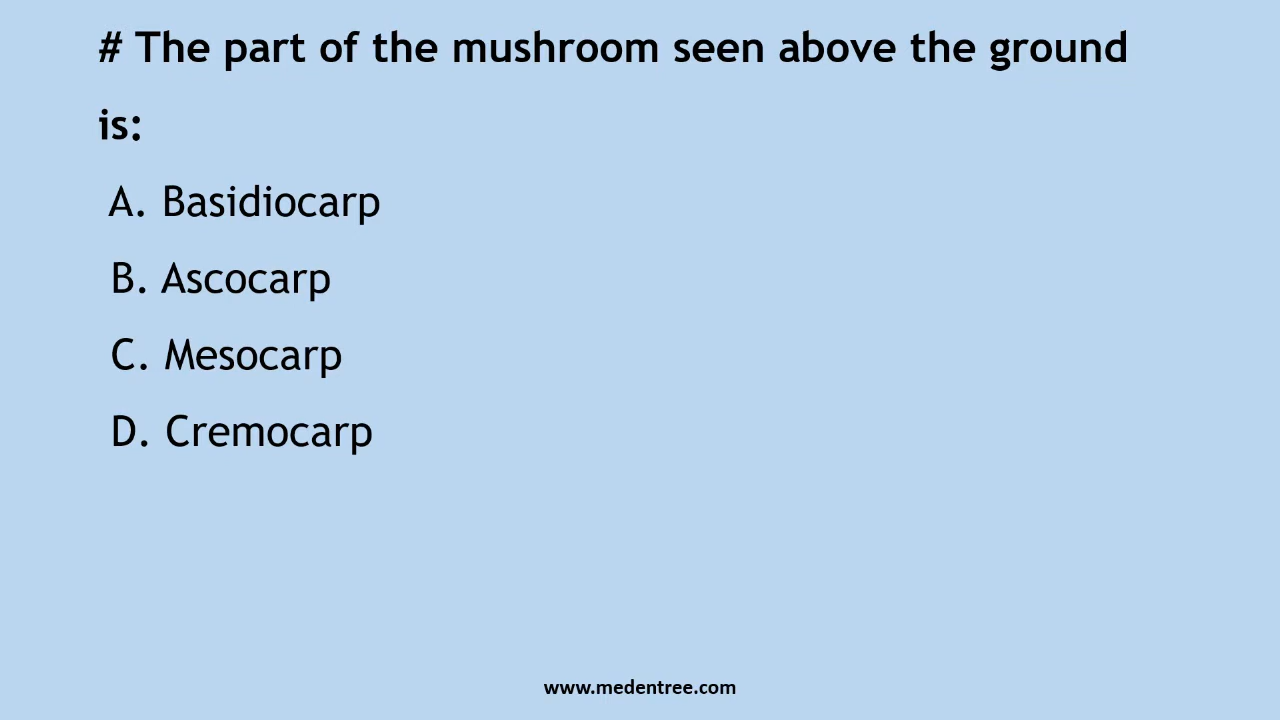 # The part of the mushroom seen above the ground
is:
A. Basidiocarp
B. Ascocarp
C. Mesocarp
D. Cremocarp
www.medentree.com